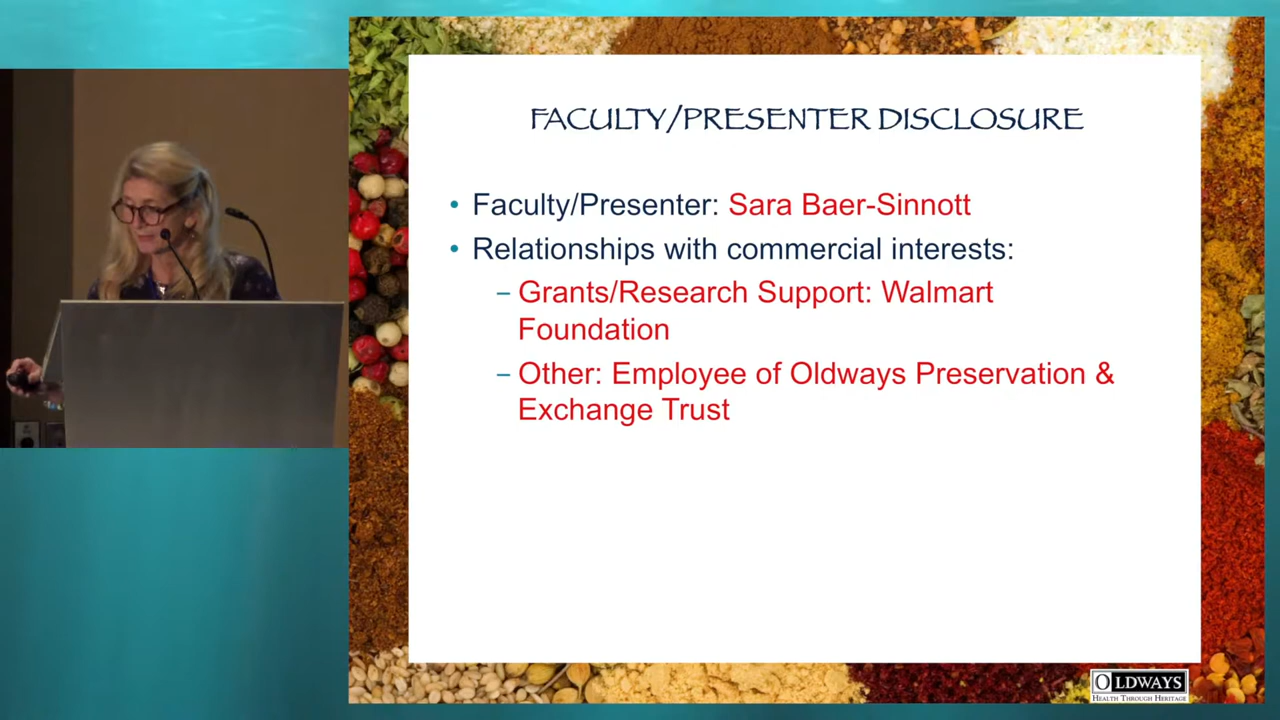 FACULTY/PRESENTER DISCLOSURE
• Faculty/Presenter: Sara Baer-Sinnott
• Relationships with commercial interests:
– Grants/Research Support: Walmart
Foundation
– Other: Employee of Oldways Preservation &
Exchange Trust
OLDWAYS
HEALTH THROUGH HERITAGE